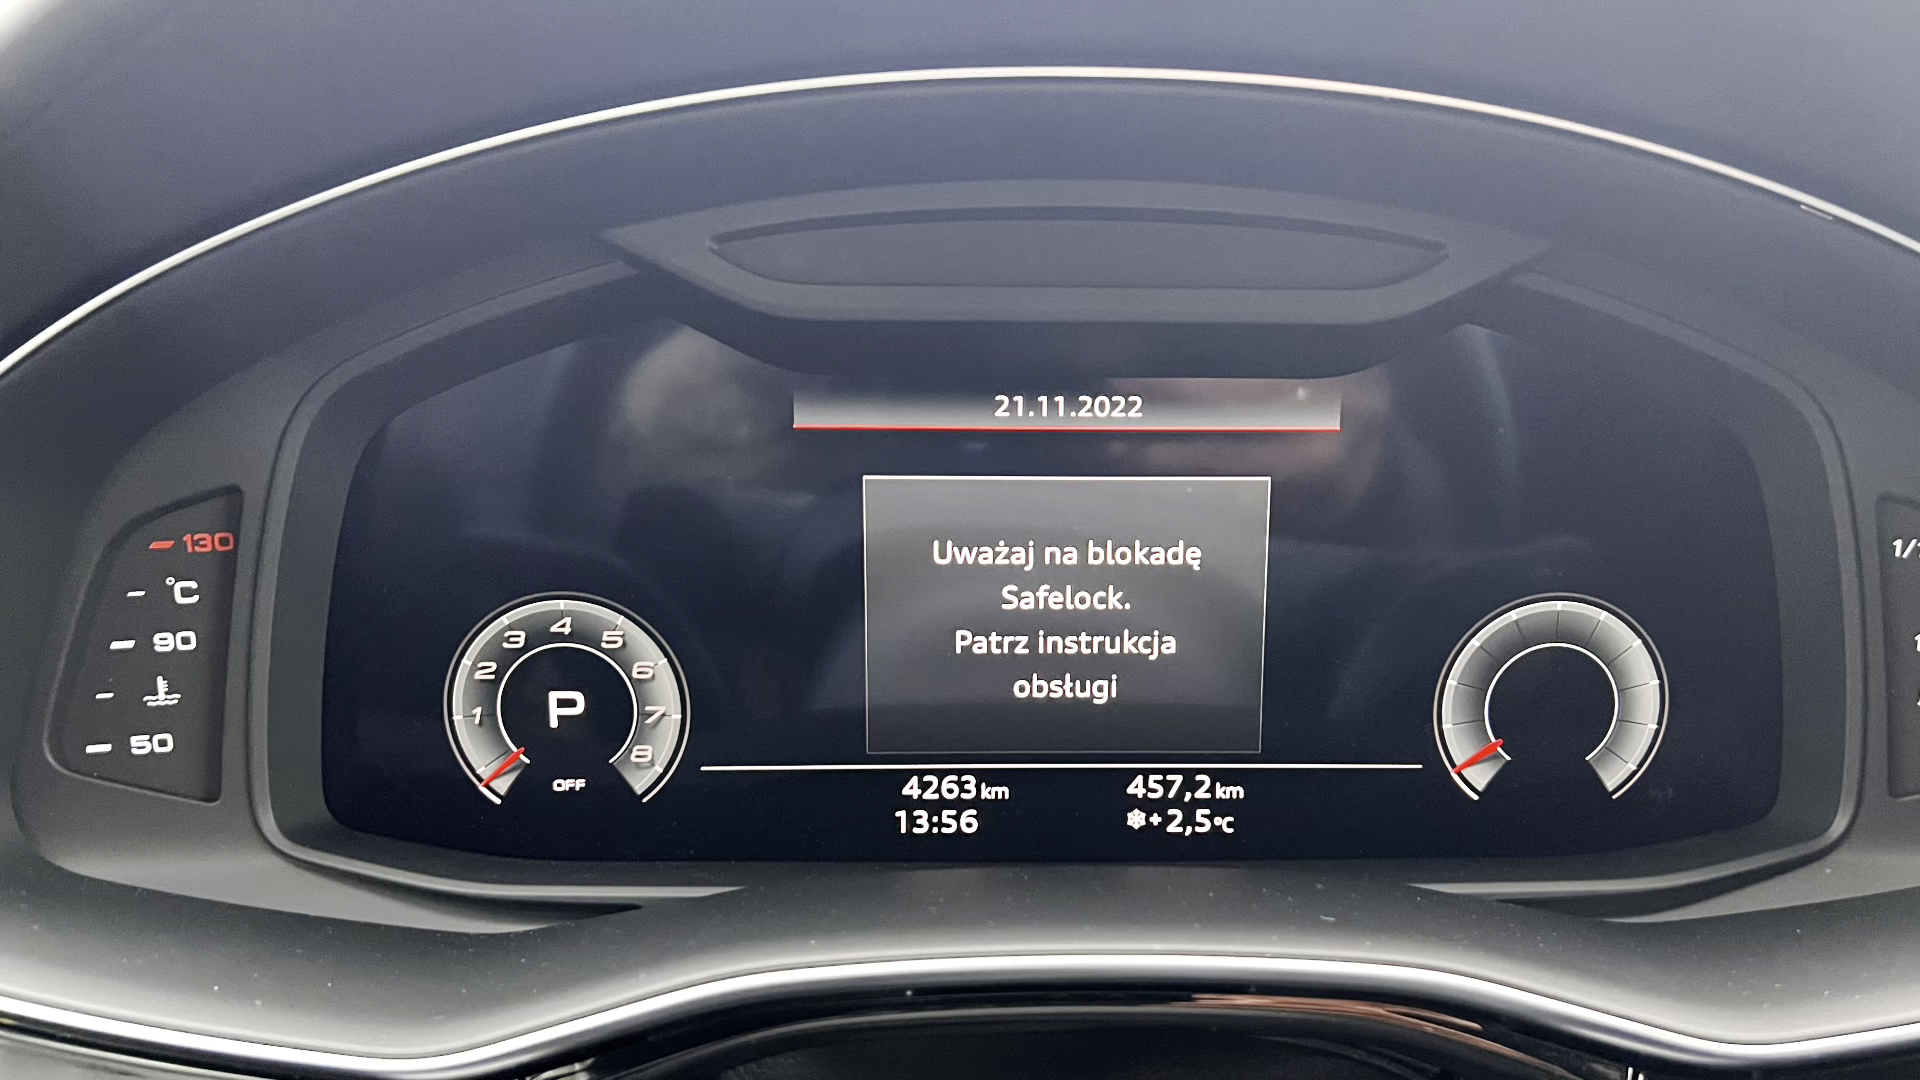 21.11.2022
Uważaj na blokadę
Safelock.
Patrz instrukcja
obsługi
130
°C
90
50
1
2
3
4
5
6
7
8
P
OFF
4263 km
457,2 km
13:56
+2,5 °C